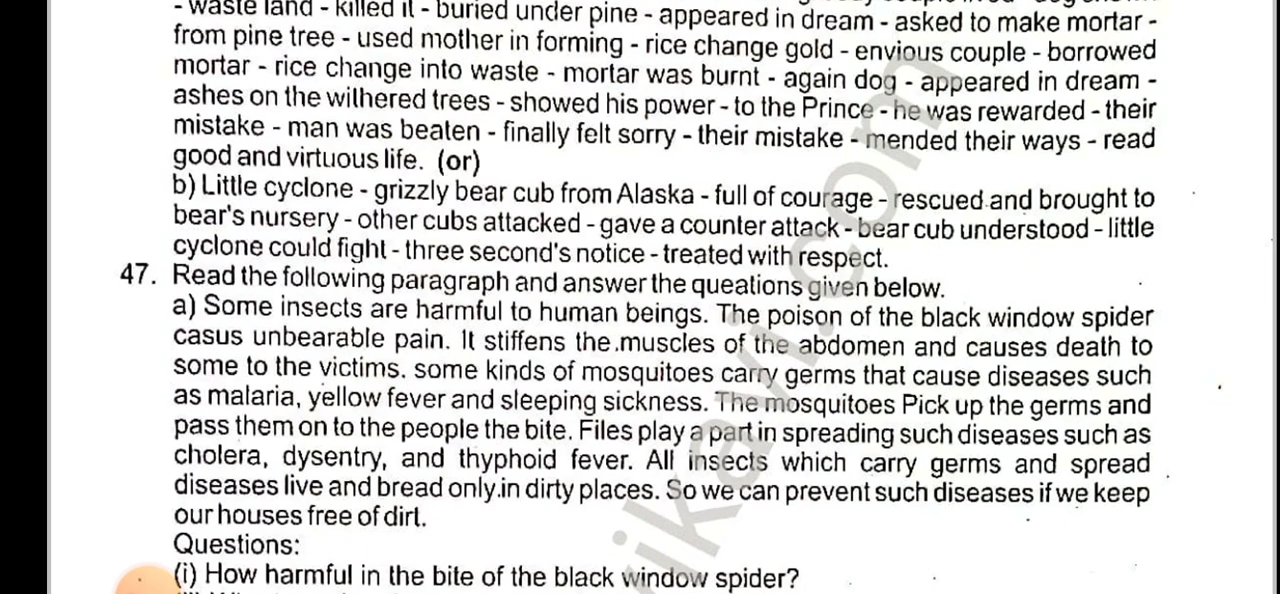 - waste land - killed it - buried under pine - appeared in dream - asked to make mortar -
from pine tree - used mother in forming - rice change gold - envious couple - borrowed
mortar - rice change into waste - mortar was burnt - again dog - appeared in dream -
ashes on the wilhered trees - showed his power - to the Prince - he was rewarded - their
mistake - man was beaten - finally felt sorry - their mistake - mended their ways - read
good and virtuous life. (or)
b) Little cyclone - grizzly bear cub from Alaska - full of courage - rescued and brought to
bear's nursery - other cubs attacked - gave a counter attack - bear cub understood - little
cyclone could fight - three second's notice - treated with respect.
47. Read the following paragraph and answer the queations given below.
a) Some insects are harmful to human beings. The poison of the black window spider
casus unbearable pain. It stiffens the.muscles of the abdomen and causes death to
some to the victims. some kinds of mosquitoes carry germs that cause diseases such
as malaria, yellow fever and sleeping sickness. The mosquitoes Pick up the germs and
pass them on to the people the bite. Files play a part in spreading such diseases such as
cholera, dysentry, and thyphoid fever. All insects which carry germs and spread
diseases live and bread only.in dirty places. So we can prevent such diseases if we keep
our houses free of dirt.
Questions:
(i) How harmful in the bite of the black window spider?
ikavi.com